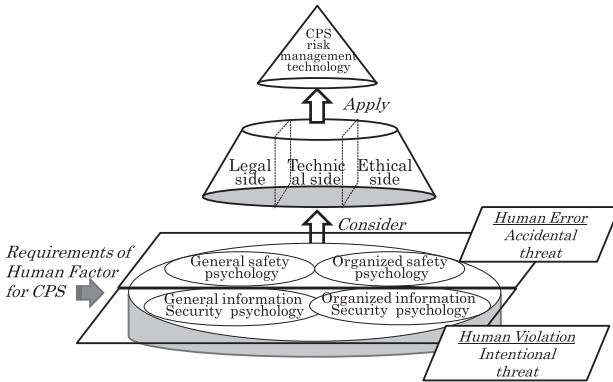 CPS
risk
management
technology
Apply
Legal
side
Technic
al side
Ethical
side
Consider
Requirements of
Human Factor
for CPS
General safety
psychology
Organized safety
psychology
General information
Security psychology
Organized information
Security psychology
Human Error
Accidental
threat
Human Violation
Intentional
threat